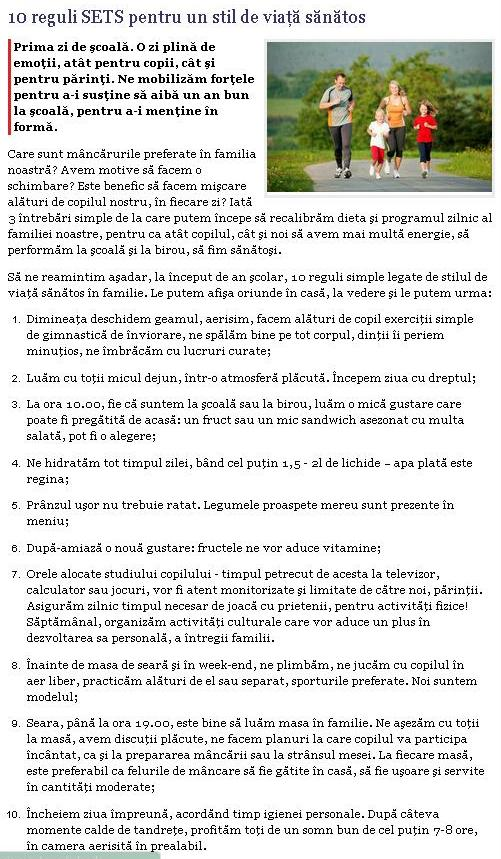 10 reguli SETS pentru un stil de viață sănătos
Prima zi de școală. O zi plină de
emoții, atât pentru copii, cât și
pentru părinți. Ne mobilizăm forțele
pentru a-i susține să aibă un an bun
la școală, pentru a-i menține în
formă.
Care sunt mâncărurile preferate în familia
noastră? Avem motive să facem o
schimbare? Este benefic să facem mișcare
alături de copilul nostru, în fiecare zi? Iată
3 întrebări simple de la care putem începe să recalibrăm dieta și programul zilnic al
familiei noastre, pentru ca atât copilul, cât și noi să avem mai multă energie, să
performăm la școală și la birou, să fim sănătoși.
Să ne reamintim așadar, la început de an școlar, 10 reguli simple legate de stilul de
viață sănătos în familie. Le putem afișa oriunde în casă, la vedere și le putem urma:
1. Dimineața deschidem geamul, aerisim, facem alături de copil exerciții simple
de gimnastică de înviorare, ne spălăm bine pe tot corpul, dinții îi periem
minuțios, ne îmbrăcăm cu lucruri curate;
2. Luăm cu toții micul dejun, într-o atmosferă plăcută. Începem ziua cu dreptul;
3. La ora 10.00, fie că suntem la școală sau la birou, luăm o mică gustare care
poate fi pregătită de acasă: un fruct sau un mic sandwich asezonat cu multa
salată, pot fi o alegere;
4. Ne hidratăm tot timpul zilei, bând cel puțin 1,5 - 2l de lichide – apa plată este
regina;
5. Prânzul ușor nu trebuie ratat. Legumele proaspete mereu sunt prezente în
meniu;
6. După-amiază o nouă gustare: fructele ne vor aduce vitamine;
7. Orele alocate studiului copilului - timpul petrecut de acesta la televizor,
calculator sau jocuri, vor fi atent monitorizate și limitate de către noi, părinții.
Asigurăm zilnic timpul necesar de joacă cu prietenii, pentru activități fizice!
Săptămânal, organizăm activități culturale care vor aduce un plus în
dezvoltarea sa personală, a întregii familii.
8. Înainte de masa de seară și în week-end, ne plimbăm, ne jucăm cu copilul în
aer liber, practicăm alături de el sau separat, sporturile preferate. Noi suntem
modelul;
9. Seara, până la ora 19.00, este bine să luăm masa în familie. Ne așezăm cu toții
la masă, avem discuții plăcute, ne facem planuri la care copilul va participa
încântat, ca și la prepararea mâncării sau la strânsul mesei. La fiecare masă,
este preferabil ca felurile de mâncare să fie gătite în casă, să fie ușoare și servite
în cantități moderate;
10. Încheiem ziua împreună, acordând timp igienei personale. După câteva
momente calde de tandrețe, profităm toți de un somn bun de cel puțin 7-8 ore,
în camera aerisită în prealabil.